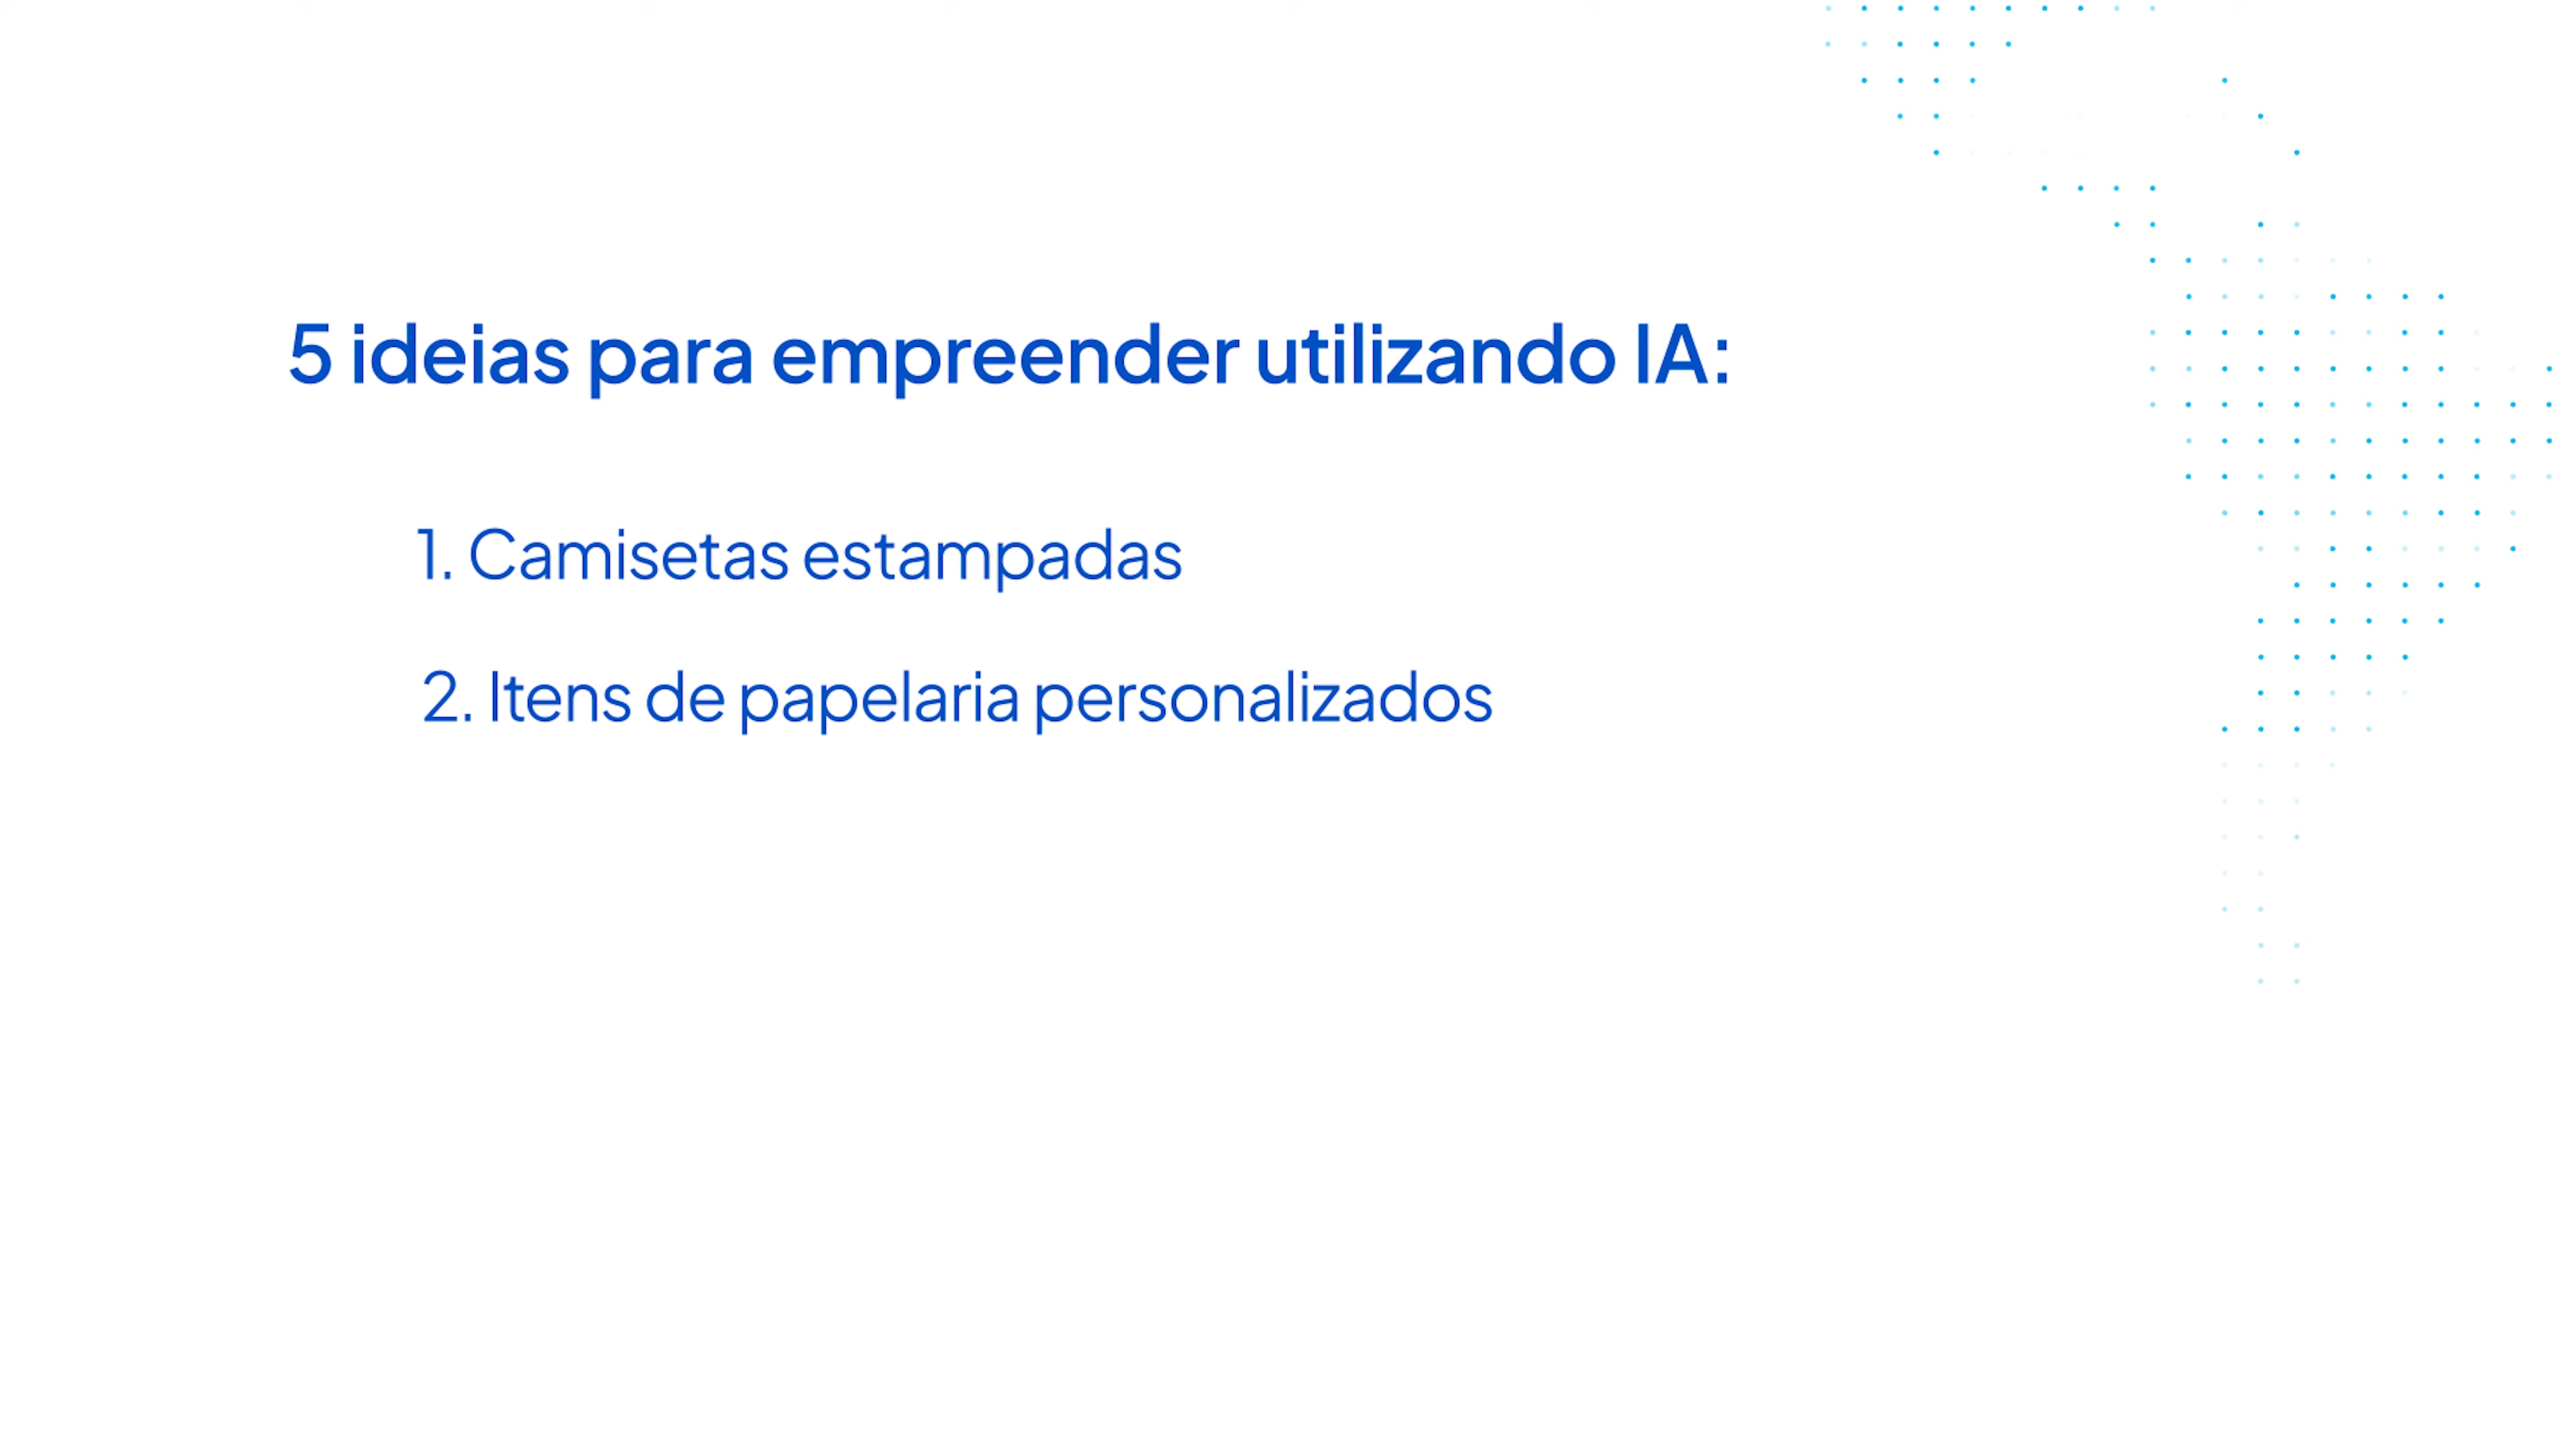 5 ideias para empreender utilizando IA:
1. Camisetas estampadas
2. Itens de papelaria personalizados